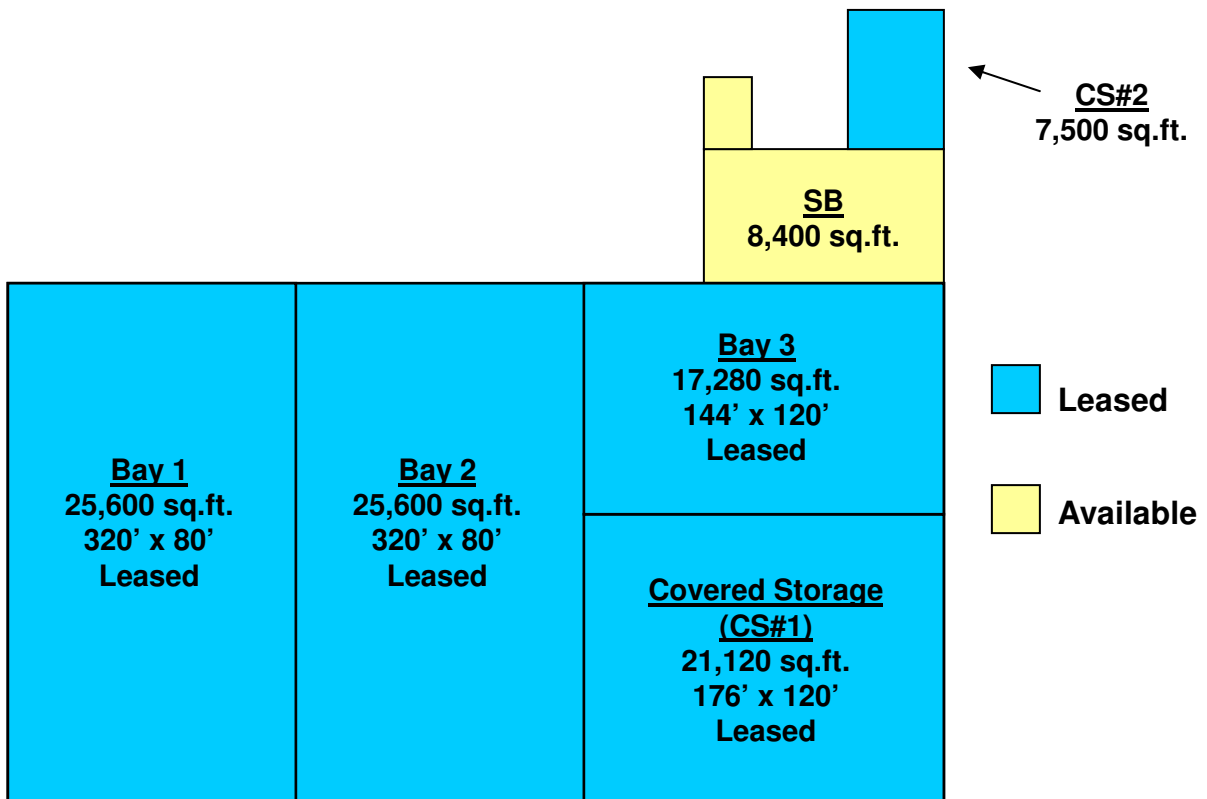 CS#2
7,500 sq.ft.
SB
8,400 sq.ft.
Bay 3
17,280 sq.ft.
144’ x 120’
Leased
Leased
Available
Bay 1
25,600 sq.ft.
320’ x 80’
Leased
Bay 2
25,600 sq.ft.
320’ x 80’
Leased
Covered Storage
(CS#1)
21,120 sq.ft.
176’ x 120’
Leased